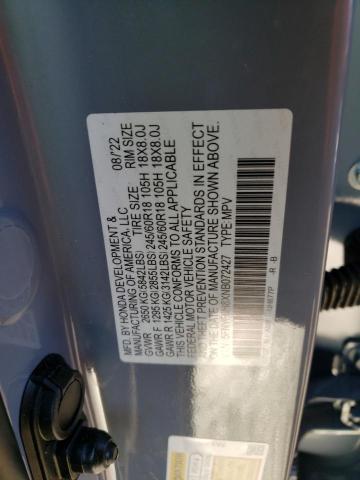 MFD. BY HONDA DEVELOPMENT & 08/22
MANUFACTURING OF AMERICA, LLC
TIRE SIZE RIM SIZE
GVWR 2650 KG(5842LBS)
GAWR F 1295 KG(2855LBS) 245/60R18 105H 18X8.0J
GAWR R 1425 KG(3142LBS) 245/60R18 105H 18X8.0J
THIS VEHICLE CONFORMS TO ALL APPLICABLE
FEDERAL MOTOR VEHICLE SAFETY
AND THEFT PREVENTION STANDARDS IN EFFECT
ON THE DATE OF MANUFACTURE SHOWN ABOVE.
TYPE MPV
-R -B